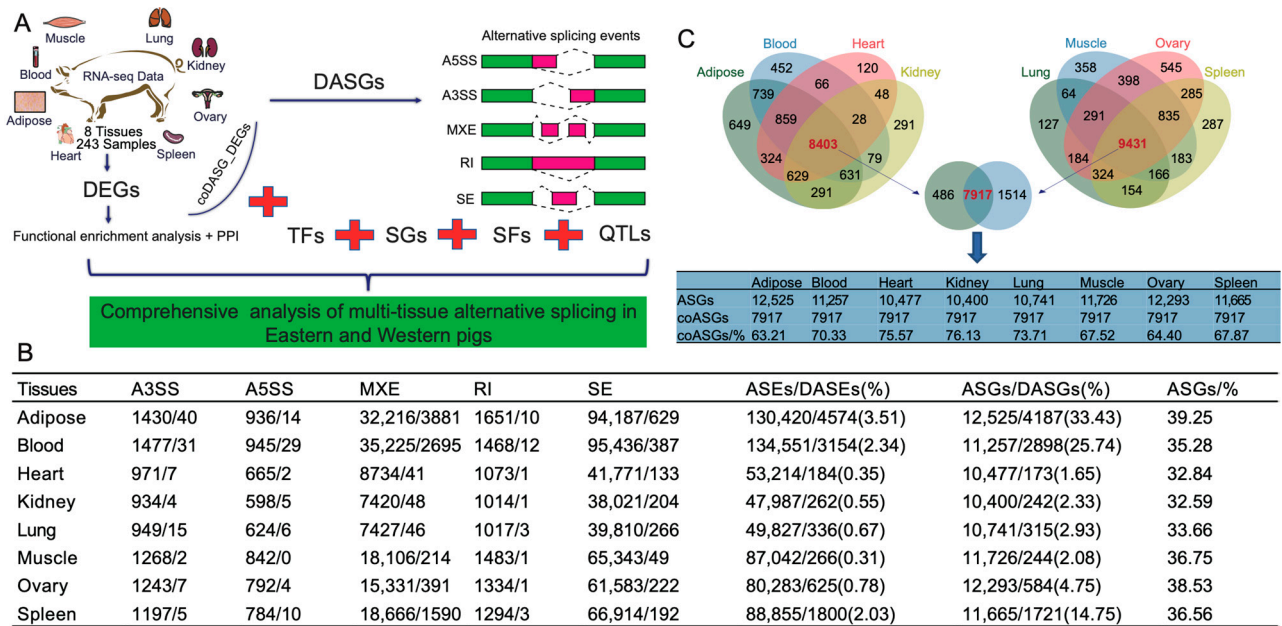 A
Muscle
Lung
Blood
RNA-seq Data
Kidney
Adipose
Ovary
8 Tissues
243 Samples
Heart
Spleen
DEGs
Functional enrichment analysis + PPI
coDASG_DEGs
DASGs
Alternative splicing events
A5SS
A3SS
MXE
RI
SE
TFs
SGs
SFs
QTLs
Comprehensive analysis of multi-tissue alternative splicing in
Eastern and Western pigs
C
Blood Heart
Adipose Kidney
452 120
739 66 48
649 859 28 291
8403
324 79
629 631
291
Muscle Ovary
Lung Spleen
358 545
64 398 285
127 291 835 287
9431
184 183
324 166
154
486 7917 1514
Adipose Blood Heart Kidney Lung Muscle Ovary Spleen
ASGs 12,525 11,257 10,477 10,400 10,741 11,726 12,293 11,665
coASGs 7917 7917 7917 7917 7917 7917 7917 7917
coASGs/% 63.21 70.33 75.57 76.13 73.71 67.52 64.40 67.87
B
Tissues A3SS A5SS MXE RI SE ASEs/DASEs(%) ASGs/DASGs(%) ASGs/%
Adipose 1430/40 936/14 32,216/3881 1651/10 94,187/629 130,420/4574(3.51) 12,525/4187(33.43) 39.25
Blood 1477/31 945/29 35,225/2695 1468/12 95,436/387 134,551/3154(2.34) 11,257/2898(25.74) 35.28
Heart 971/7 665/2 8734/41 1073/1 41,771/133 53,214/184(0.35) 10,477/173(1.65) 32.84
Kidney 934/4 598/5 7420/48 1014/1 38,021/204 47,987/262(0.55) 10,400/242(2.33) 32.59
Lung 949/15 624/6 7427/46 1017/3 39,810/266 49,827/336(0.67) 10,741/315(2.93) 33.66
Muscle 1268/2 842/0 18,106/214 1483/1 65,343/49 87,042/266(0.31) 11,726/244(2.08) 36.75
Ovary 1243/7 792/4 15,331/391 1334/1 61,583/222 80,283/625(0.78) 12,293/584(4.75) 38.53
Spleen 1197/5 784/10 18,666/1590 1294/3 66,914/192 88,855/1800(2.03) 11,665/1721(14.75) 36.56